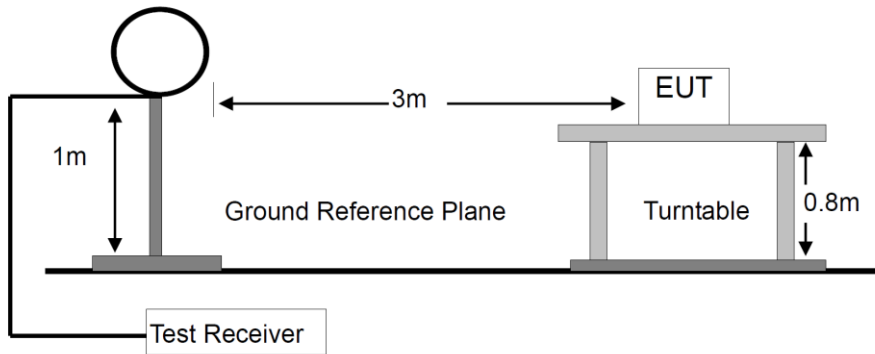 EUT
3m
1m
Ground Reference Plane
Turntable
0.8m
Test Receiver